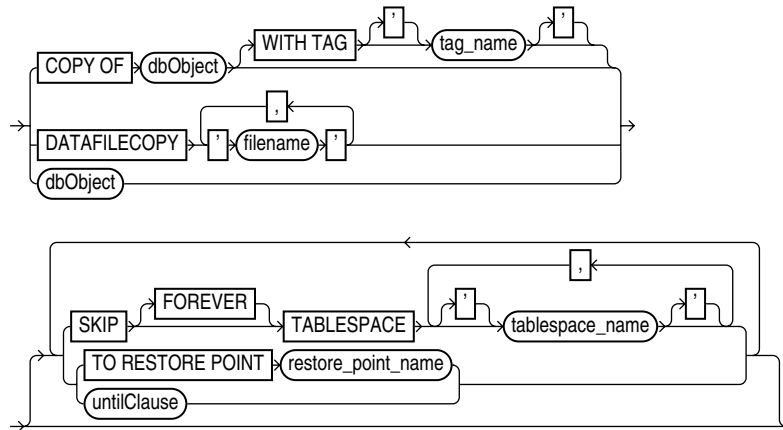 ' '
WITH TAG tag_name
COPY OF dbObject
,
DATAFILECOPY ' filename '
dbObject
,
FOREVER ' '
SKIP TABLESPACE tablespace_name
TO RESTORE POINT restore_point_name
untilClause